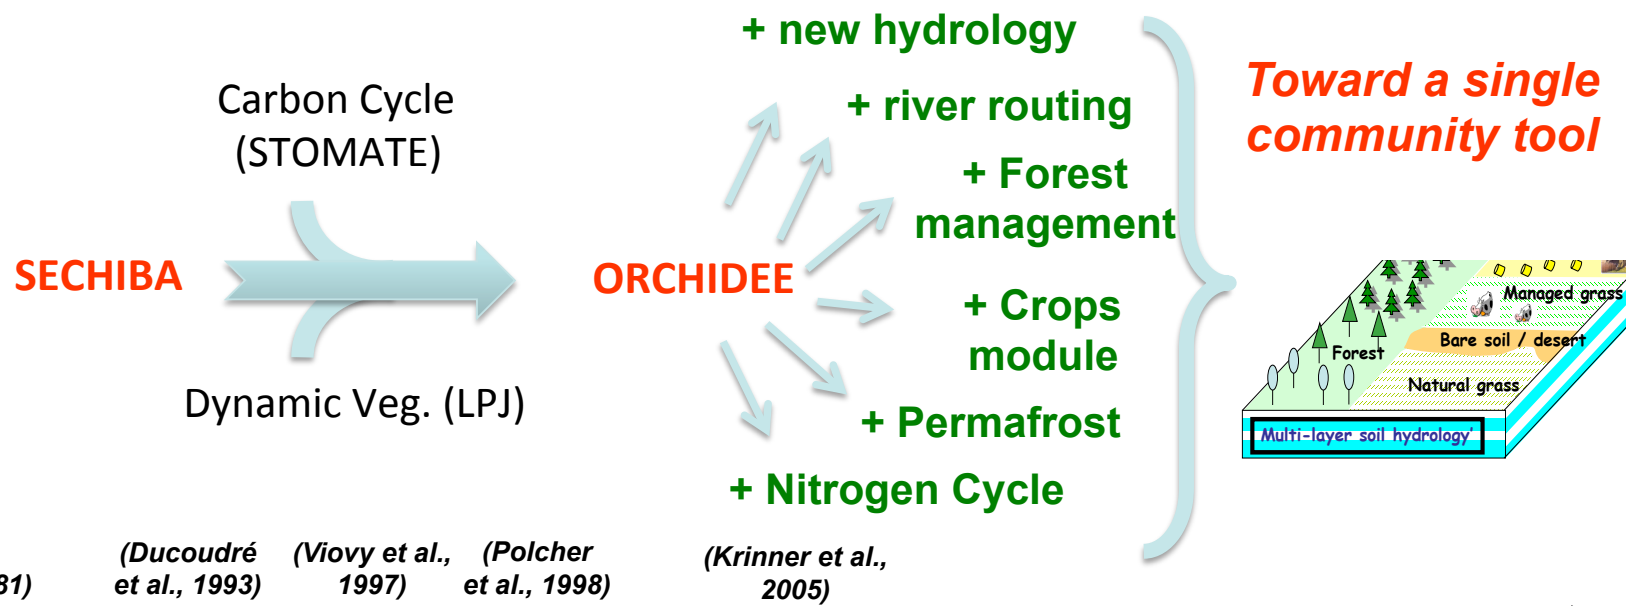 + new hydrology
+ river routing
+ Forest
management
+ Crops
module
+ Permafrost
+ Nitrogen Cycle
Carbon Cycle
(STOMATE)
SECHIBA
ORCHIDEE
Dynamic Veg. (LPJ)
Toward a single
community tool
Managed grass
Bare soil / desert
Forest
Natural grass
Multi-layer soil hydrology'
81)
(Ducoudré
et al., 1993)
(Viovy et al.,
1997)
(Polcher
et al., 1998)
(Krinner et al.,
2005)